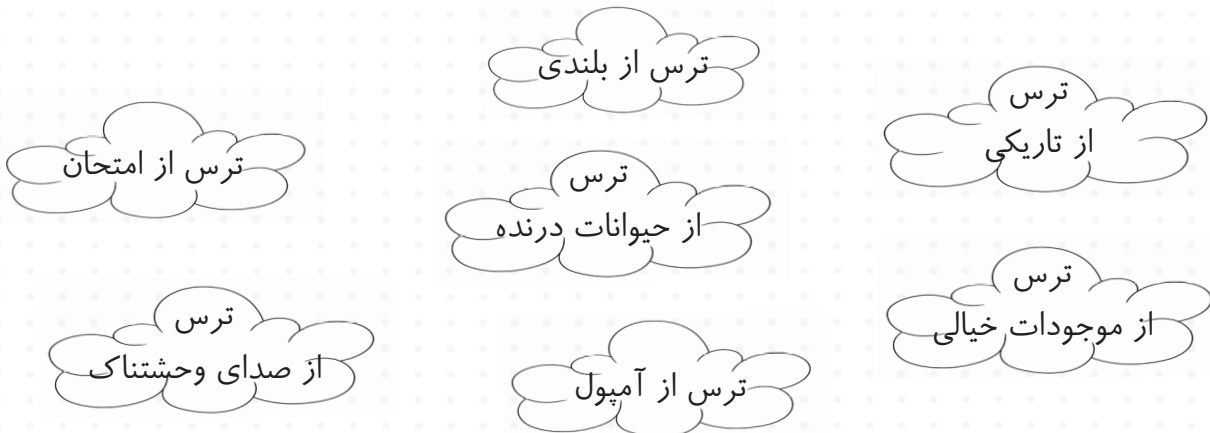 ترس از بلندی
ترس
از تاریکی
ترس از امتحان
ترس
از حیوانات درنده
ترس
از موجودات خیالی
ترس
از صدای وحشتناک
ترس از آمپول